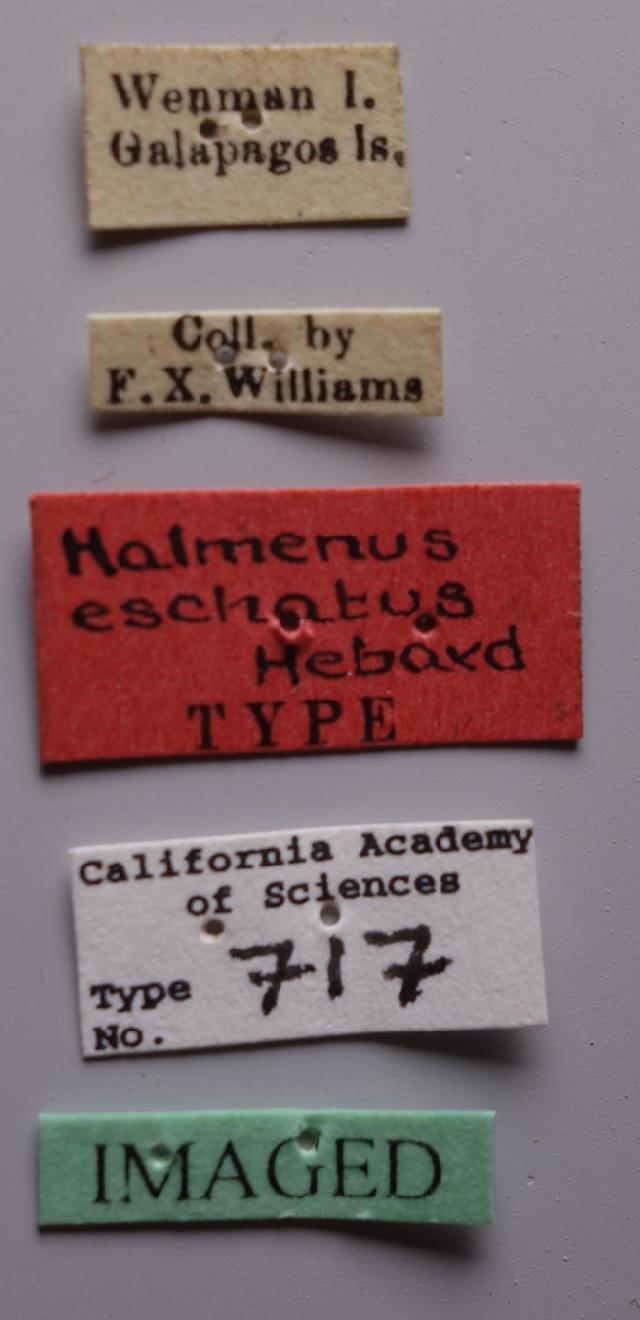 Wenman I.
Galapagos Is.
Coll. by
F.X.Williams
Halmenus
eschatus
Hebard
TYPE
California Academy
of Sciences
Type 717
No.
IMAGED